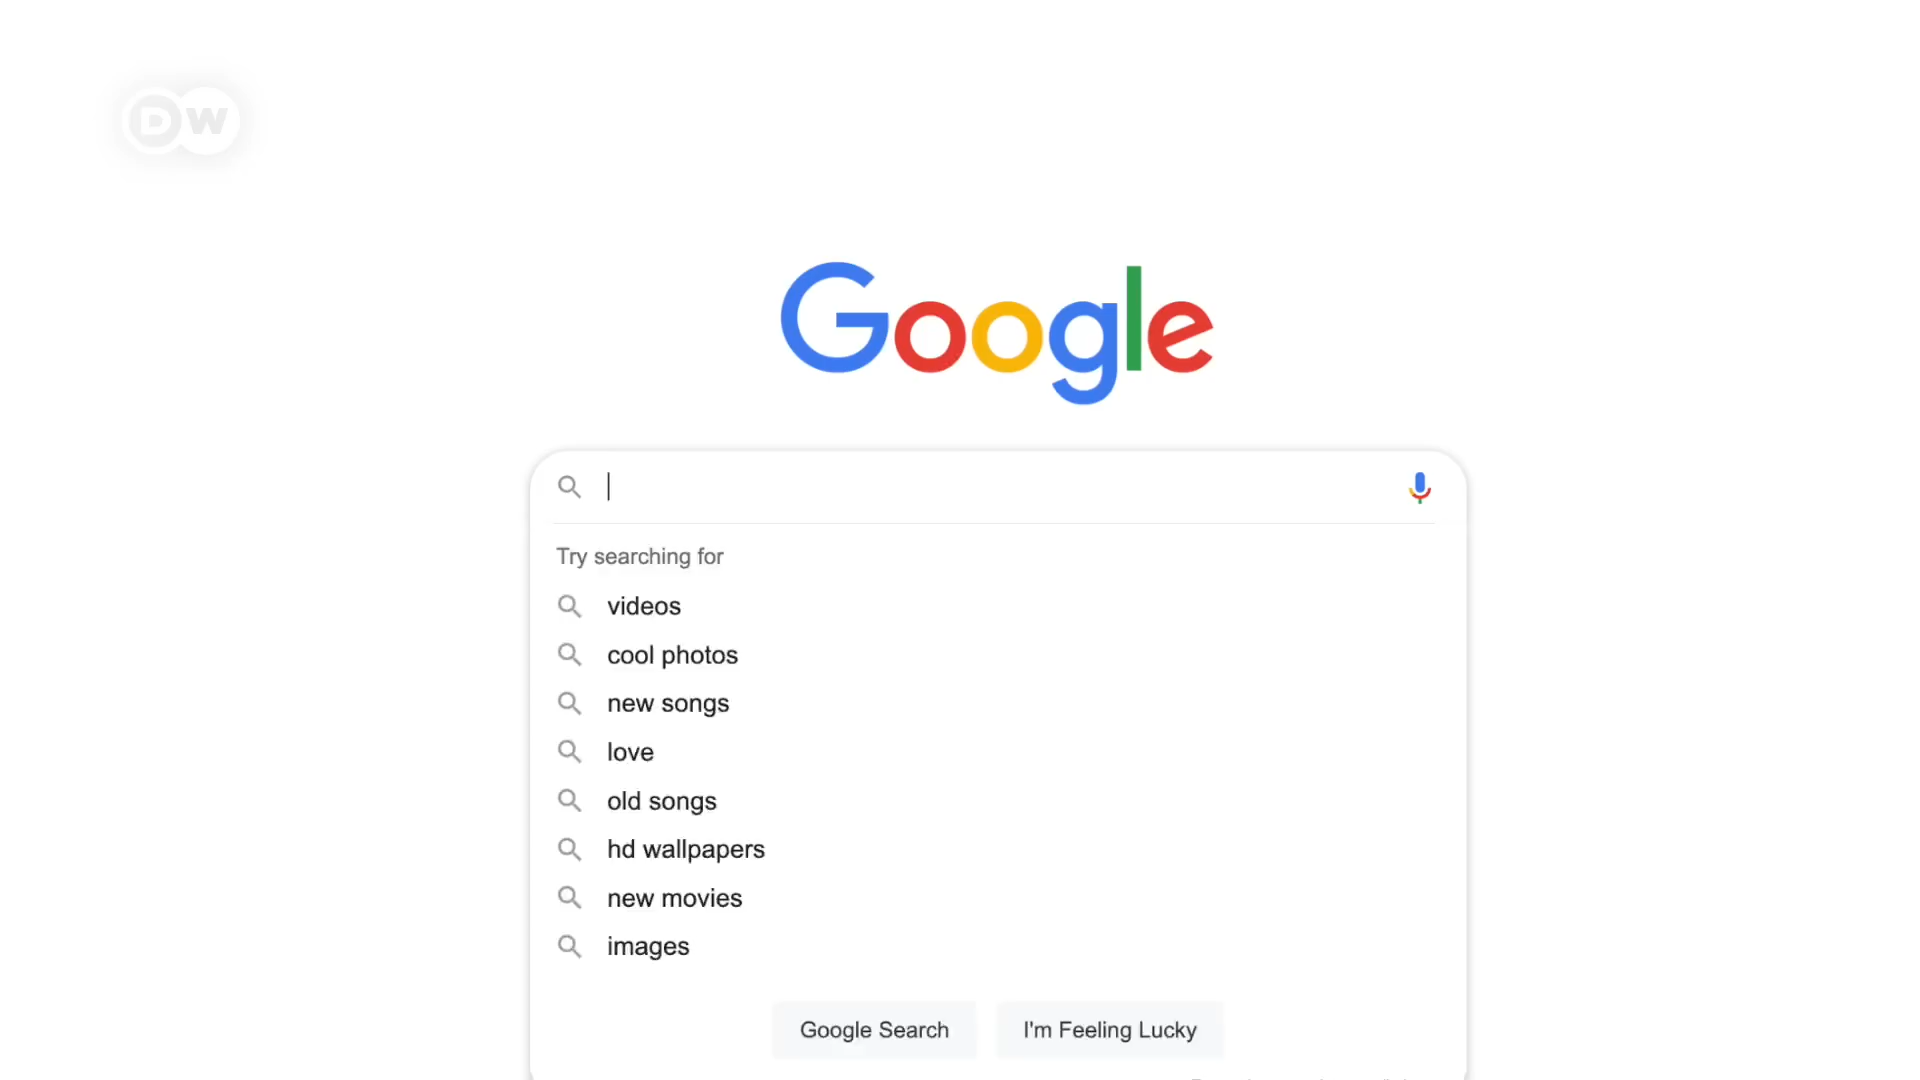 DW
Google
Try searching for
videos
cool photos
new songs
love
old songs
hd wallpapers
new movies
images
Google Search
I'm Feeling Lucky